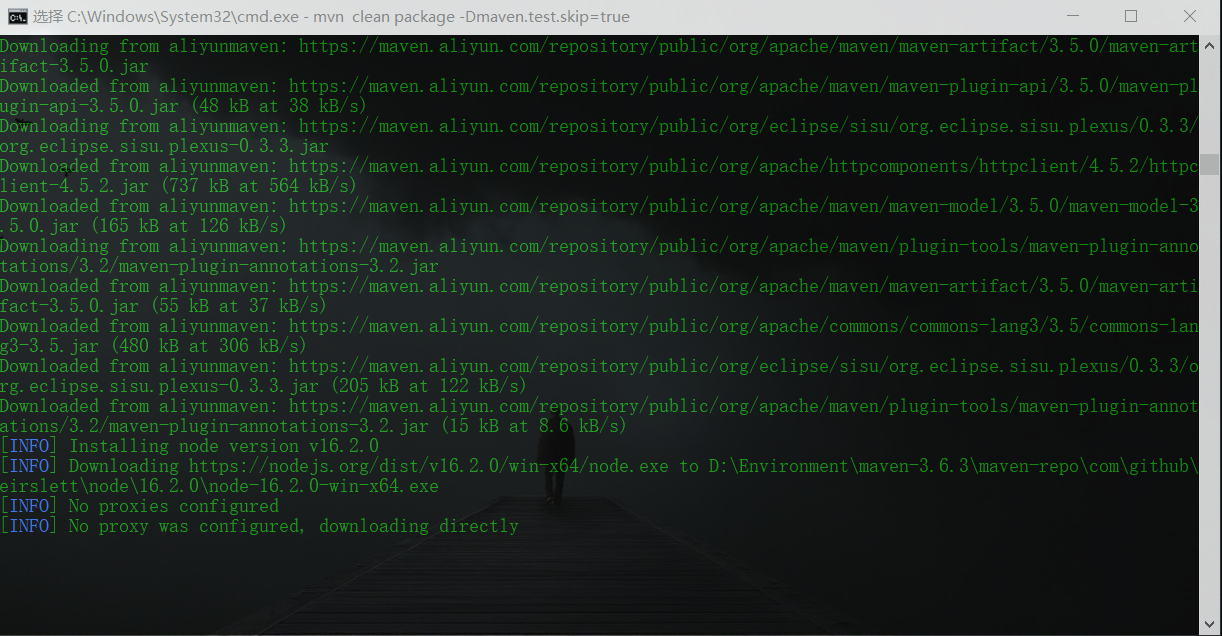 选择 C:\Windows\System32\cmd.exe - mvn  clean package -Dmaven.test.skip=true
Downloading from aliyunmaven: https://maven.aliyun.com/repository/public/org/apache/maven/maven-artifact/3.5.0/maven-art
ifact-3.5.0.jar
Downloaded from aliyunmaven: https://maven.aliyun.com/repository/public/org/apache/maven/maven-plugin-api/3.5.0/maven-pl
ugin-api-3.5.0.jar (48 kB at 38 kB/s)
Downloading from aliyunmaven: https://maven.aliyun.com/repository/public/org/eclipse/sisu/org.eclipse.sisu.plexus/0.3.3/
org.eclipse.sisu.plexus-0.3.3.jar
Downloaded from aliyunmaven: https://maven.aliyun.com/repository/public/org/apache/httpcomponents/httpclient/4.5.2/httpc
lient-4.5.2.jar (737 kB at 564 kB/s)
Downloaded from aliyunmaven: https://maven.aliyun.com/repository/public/org/apache/maven/maven-model/3.5.0/maven-model-3
.5.0.jar (165 kB at 126 kB/s)
Downloading from aliyunmaven: https://maven.aliyun.com/repository/public/org/apache/maven/plugin-tools/maven-plugin-anno
tations/3.2/maven-plugin-annotations-3.2.jar
Downloaded from aliyunmaven: https://maven.aliyun.com/repository/public/org/apache/maven/maven-artifact/3.5.0/maven-arti
fact-3.5.0.jar (55 kB at 37 kB/s)
Downloaded from aliyunmaven: https://maven.aliyun.com/repository/public/org/apache/commons/commons-lang3/3.5/commons-lan
g3-3.5.jar (480 kB at 306 kB/s)
Downloaded from aliyunmaven: https://maven.aliyun.com/repository/public/org/eclipse/sisu/org.eclipse.sisu.plexus/0.3.3/o
rg.eclipse.sisu.plexus-0.3.3.jar (205 kB at 122 kB/s)
Downloaded from aliyunmaven: https://maven.aliyun.com/repository/public/org/apache/maven/plugin-tools/maven-plugin-annot
ations/3.2/maven-plugin-annotations-3.2.jar (15 kB at 8.6 kB/s)
[INFO] Installing node version v16.2.0
[INFO] Downloading https://nodejs.org/dist/v16.2.0/win-x64/node.exe to D:\Environment\maven-3.6.3\maven-repo\com\github\
eirslett\node\16.2.0\node-16.2.0-win-x64.exe
[INFO] No proxies configured
[INFO] No proxy was configured, downloading directly